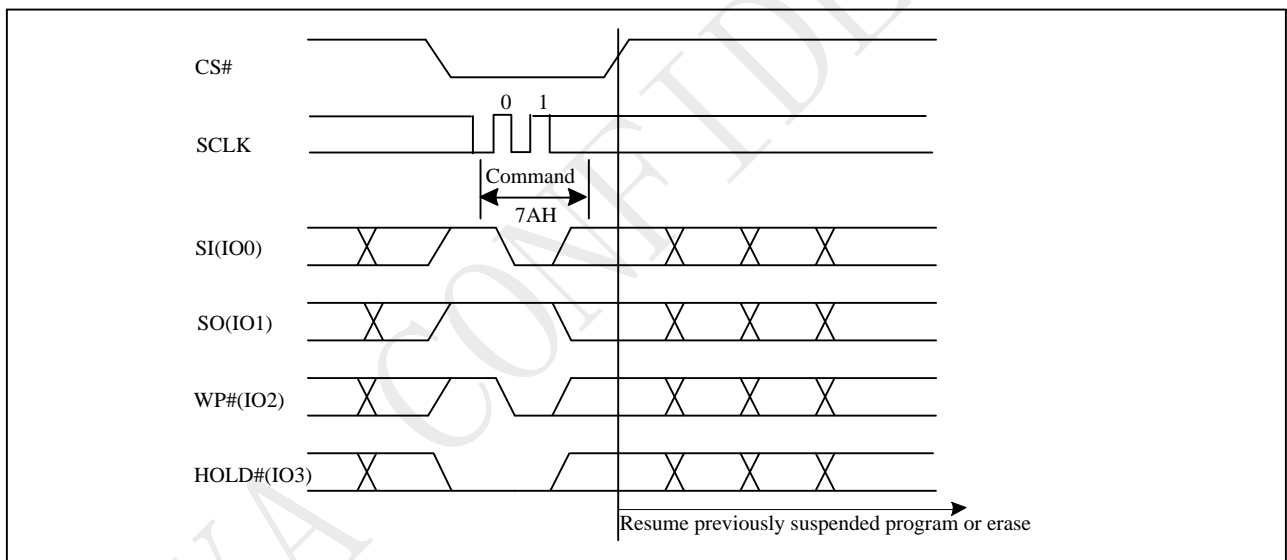 CS#
0 1
SCLK
Command
7AH
SI(IO0)
SO(IO1)
WP#(IO2)
HOLD#(IO3)
Resume previously suspended program or erase